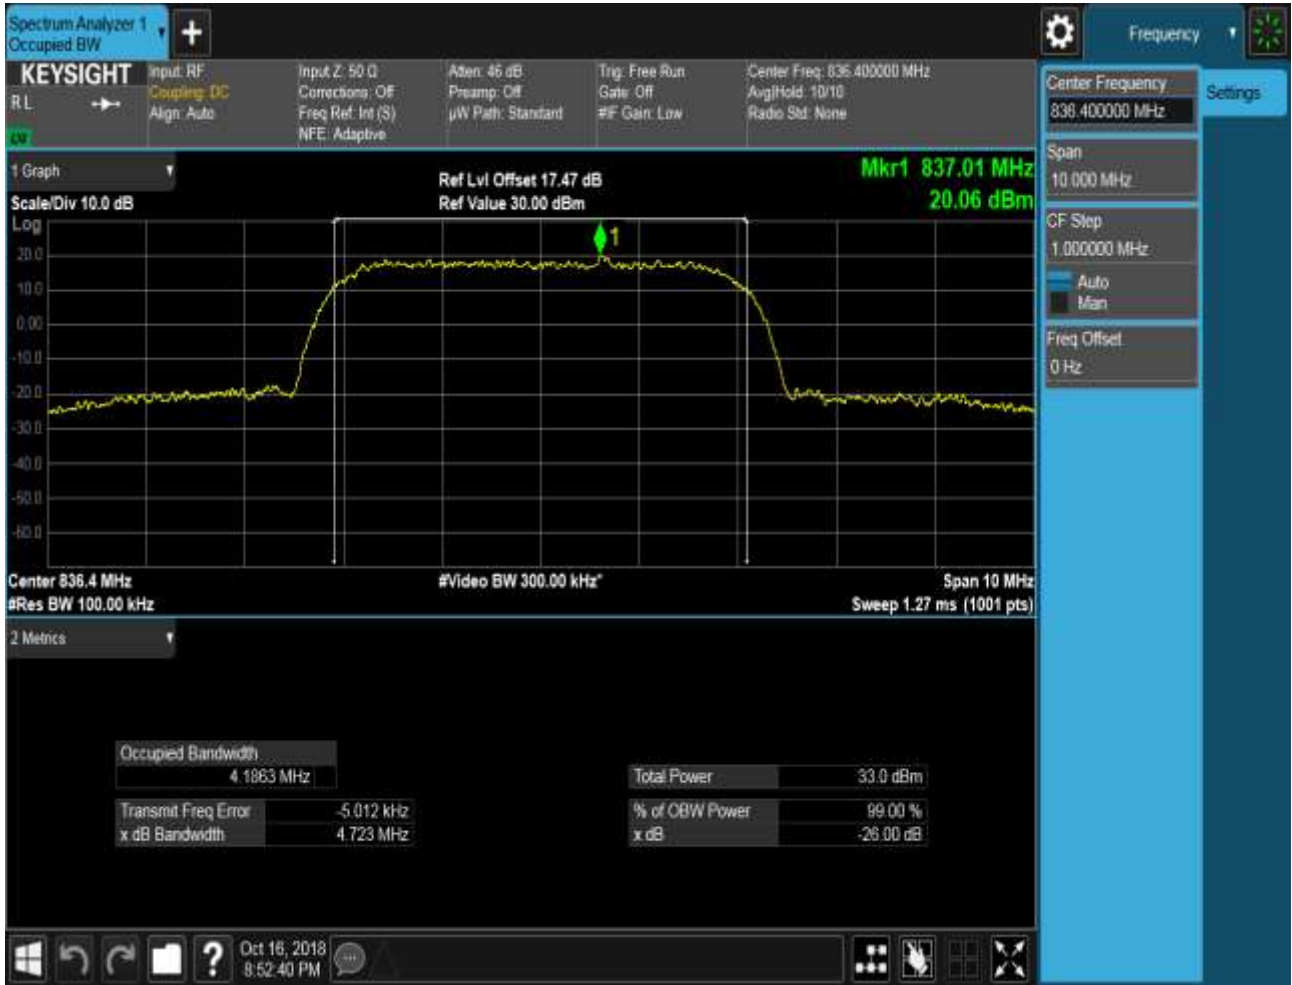 Spectrum Analyzer 1
Occupied BW
+
Frequency
KEYSIGHT
RL
Input: RF
Coupling: DC
Align: Auto
Input Z: 50 Ω
Corrections: Off
Freq Ref: Int (S)
NFE: Adaptive
Atten: 46 dB
Preamp: Off
µW Path: Standard
Trig: Free Run
Gate: Off
#IF Gain: Low
Center Freq: 836.400000 MHz
Avg|Hold: 10/10
Radio Std: None
Center Frequency
836.400000 MHz
Settings
Span
10.000 MHz
CF Step
1.000000 MHz
Auto
Man
Freq Offset
0 Hz
1 Graph
Scale/Div 10.0 dB
Ref Lvl Offset 17.47 dB
Ref Value 30.00 dBm
Mkr1 837.01 MHz
20.06 dBm
Log
1
20.0
10.0
0.00
-10.0
-20.0
-30.0
-40.0
-50.0
-60.0
Center 836.4 MHz
#Video BW 300.00 kHz*
Span 10 MHz
#Res BW 100.00 kHz
Sweep 1.27 ms (1001 pts)
2 Metrics
Occupied Bandwidth
4.1863 MHz
Total Power 33.0 dBm
Transmit Freq Error -5.012 kHz
% of OBW Power 99.00 %
x dB Bandwidth 4.723 MHz
x dB -26.00 dB
?
Oct 16, 2018
8:52:40 PM